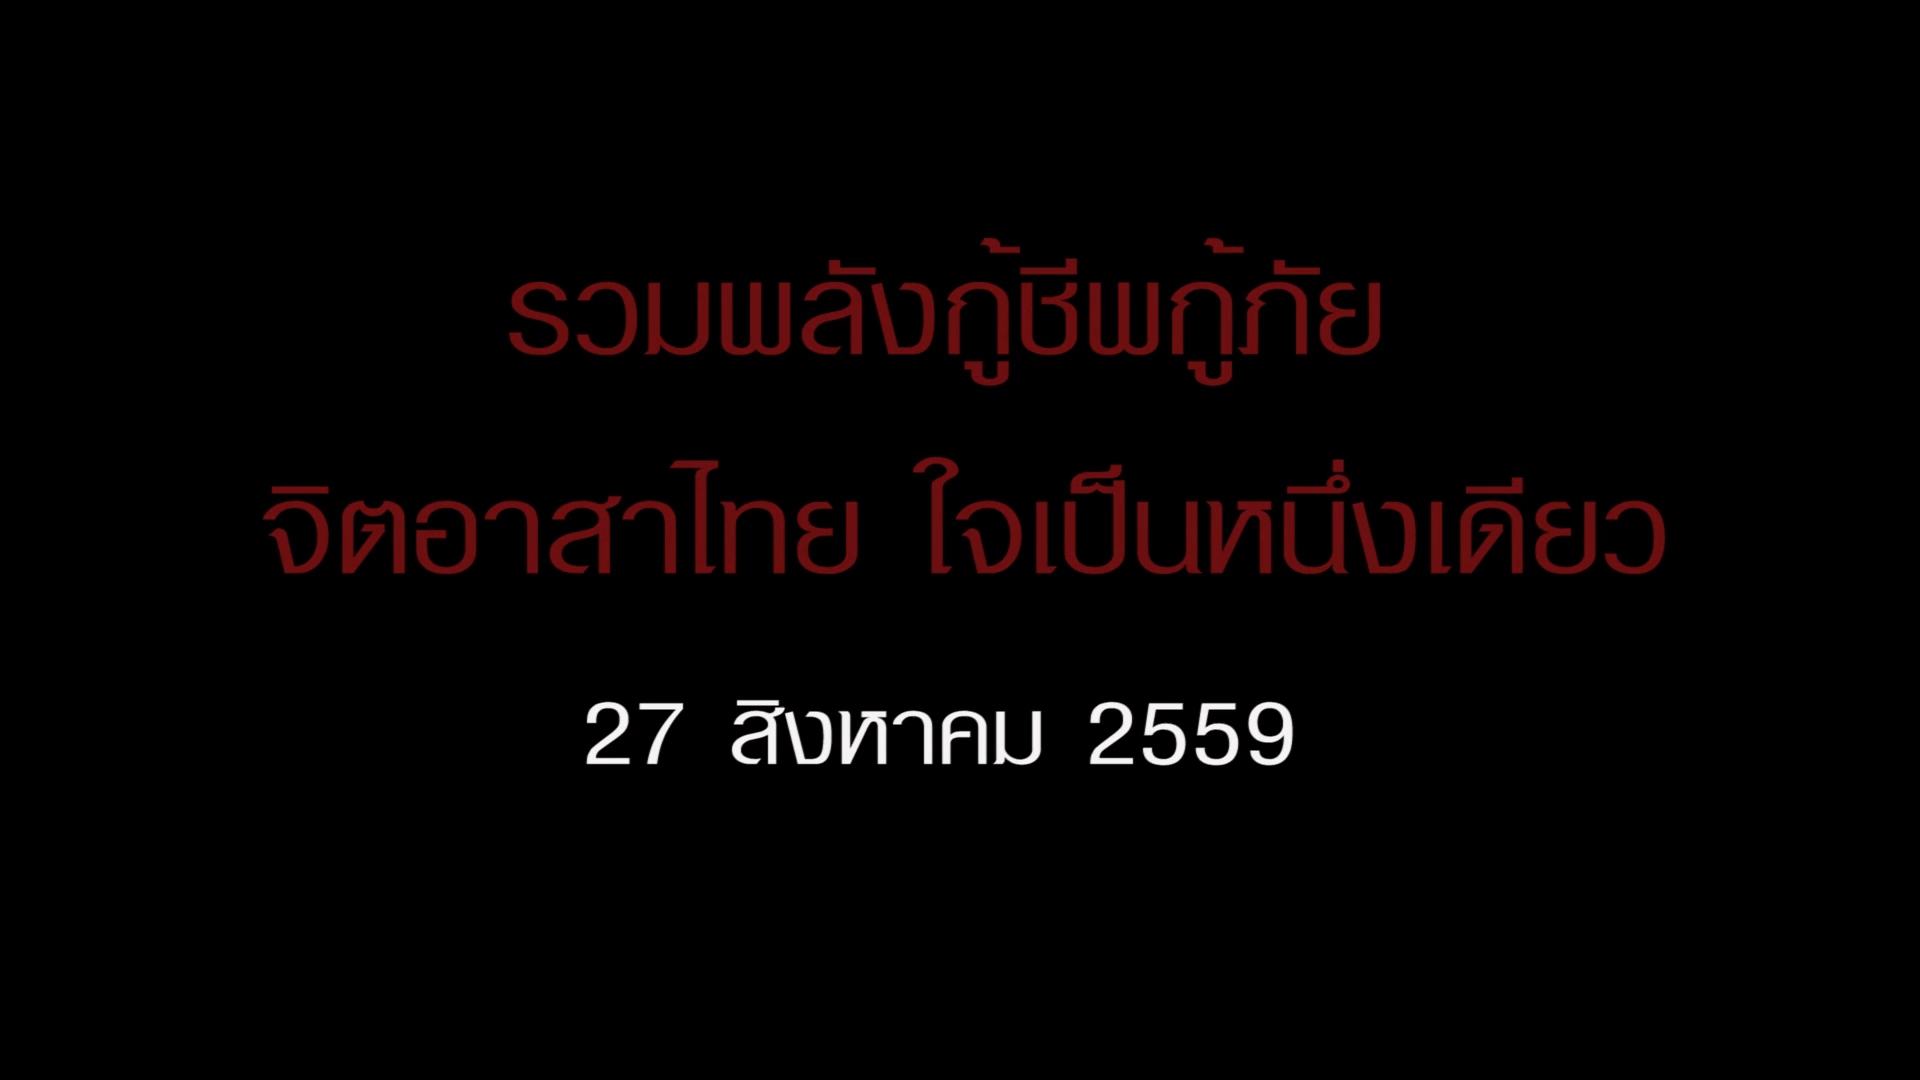 รวมพลังกู้ชีพกู้ภัย
จิตอาสาไทย ใจเป็นหนึ่งเดียว
27 สิงหาคม 2559